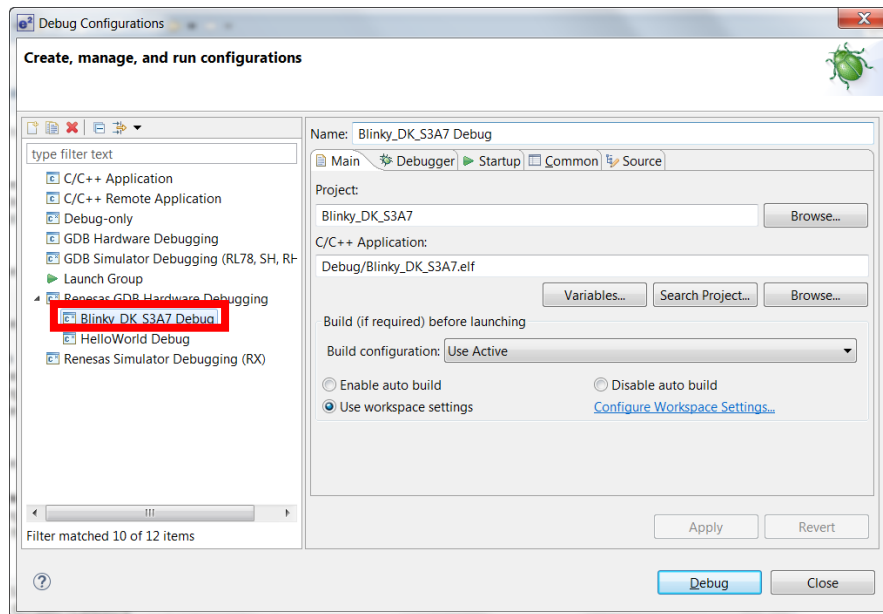 e² Debug Configurations
Create, manage, and run configurations
type filter text
C/C++ Application
C/C++ Remote Application
Debug-only
GDB Hardware Debugging
GDB Simulator Debugging (RL78, SH, RH
Launch Group
Renesas GDB Hardware Debugging
Blinky_DK_S3A7 Debug
HelloWorld Debug
Renesas Simulator Debugging (RX)
Filter matched 10 of 12 items
Name: Blinky_DK_S3A7 Debug
Main Debugger Startup Common Source
Project:
Blinky_DK_S3A7 Browse...
C/C++ Application:
Debug/Blinky_DK_S3A7.elf
Variables... Search Project... Browse...
Build (if required) before launching
Build configuration: Use Active
Enable auto build Disable auto build
Use workspace settings Configure Workspace Settings...
Apply Revert
? Debug Close